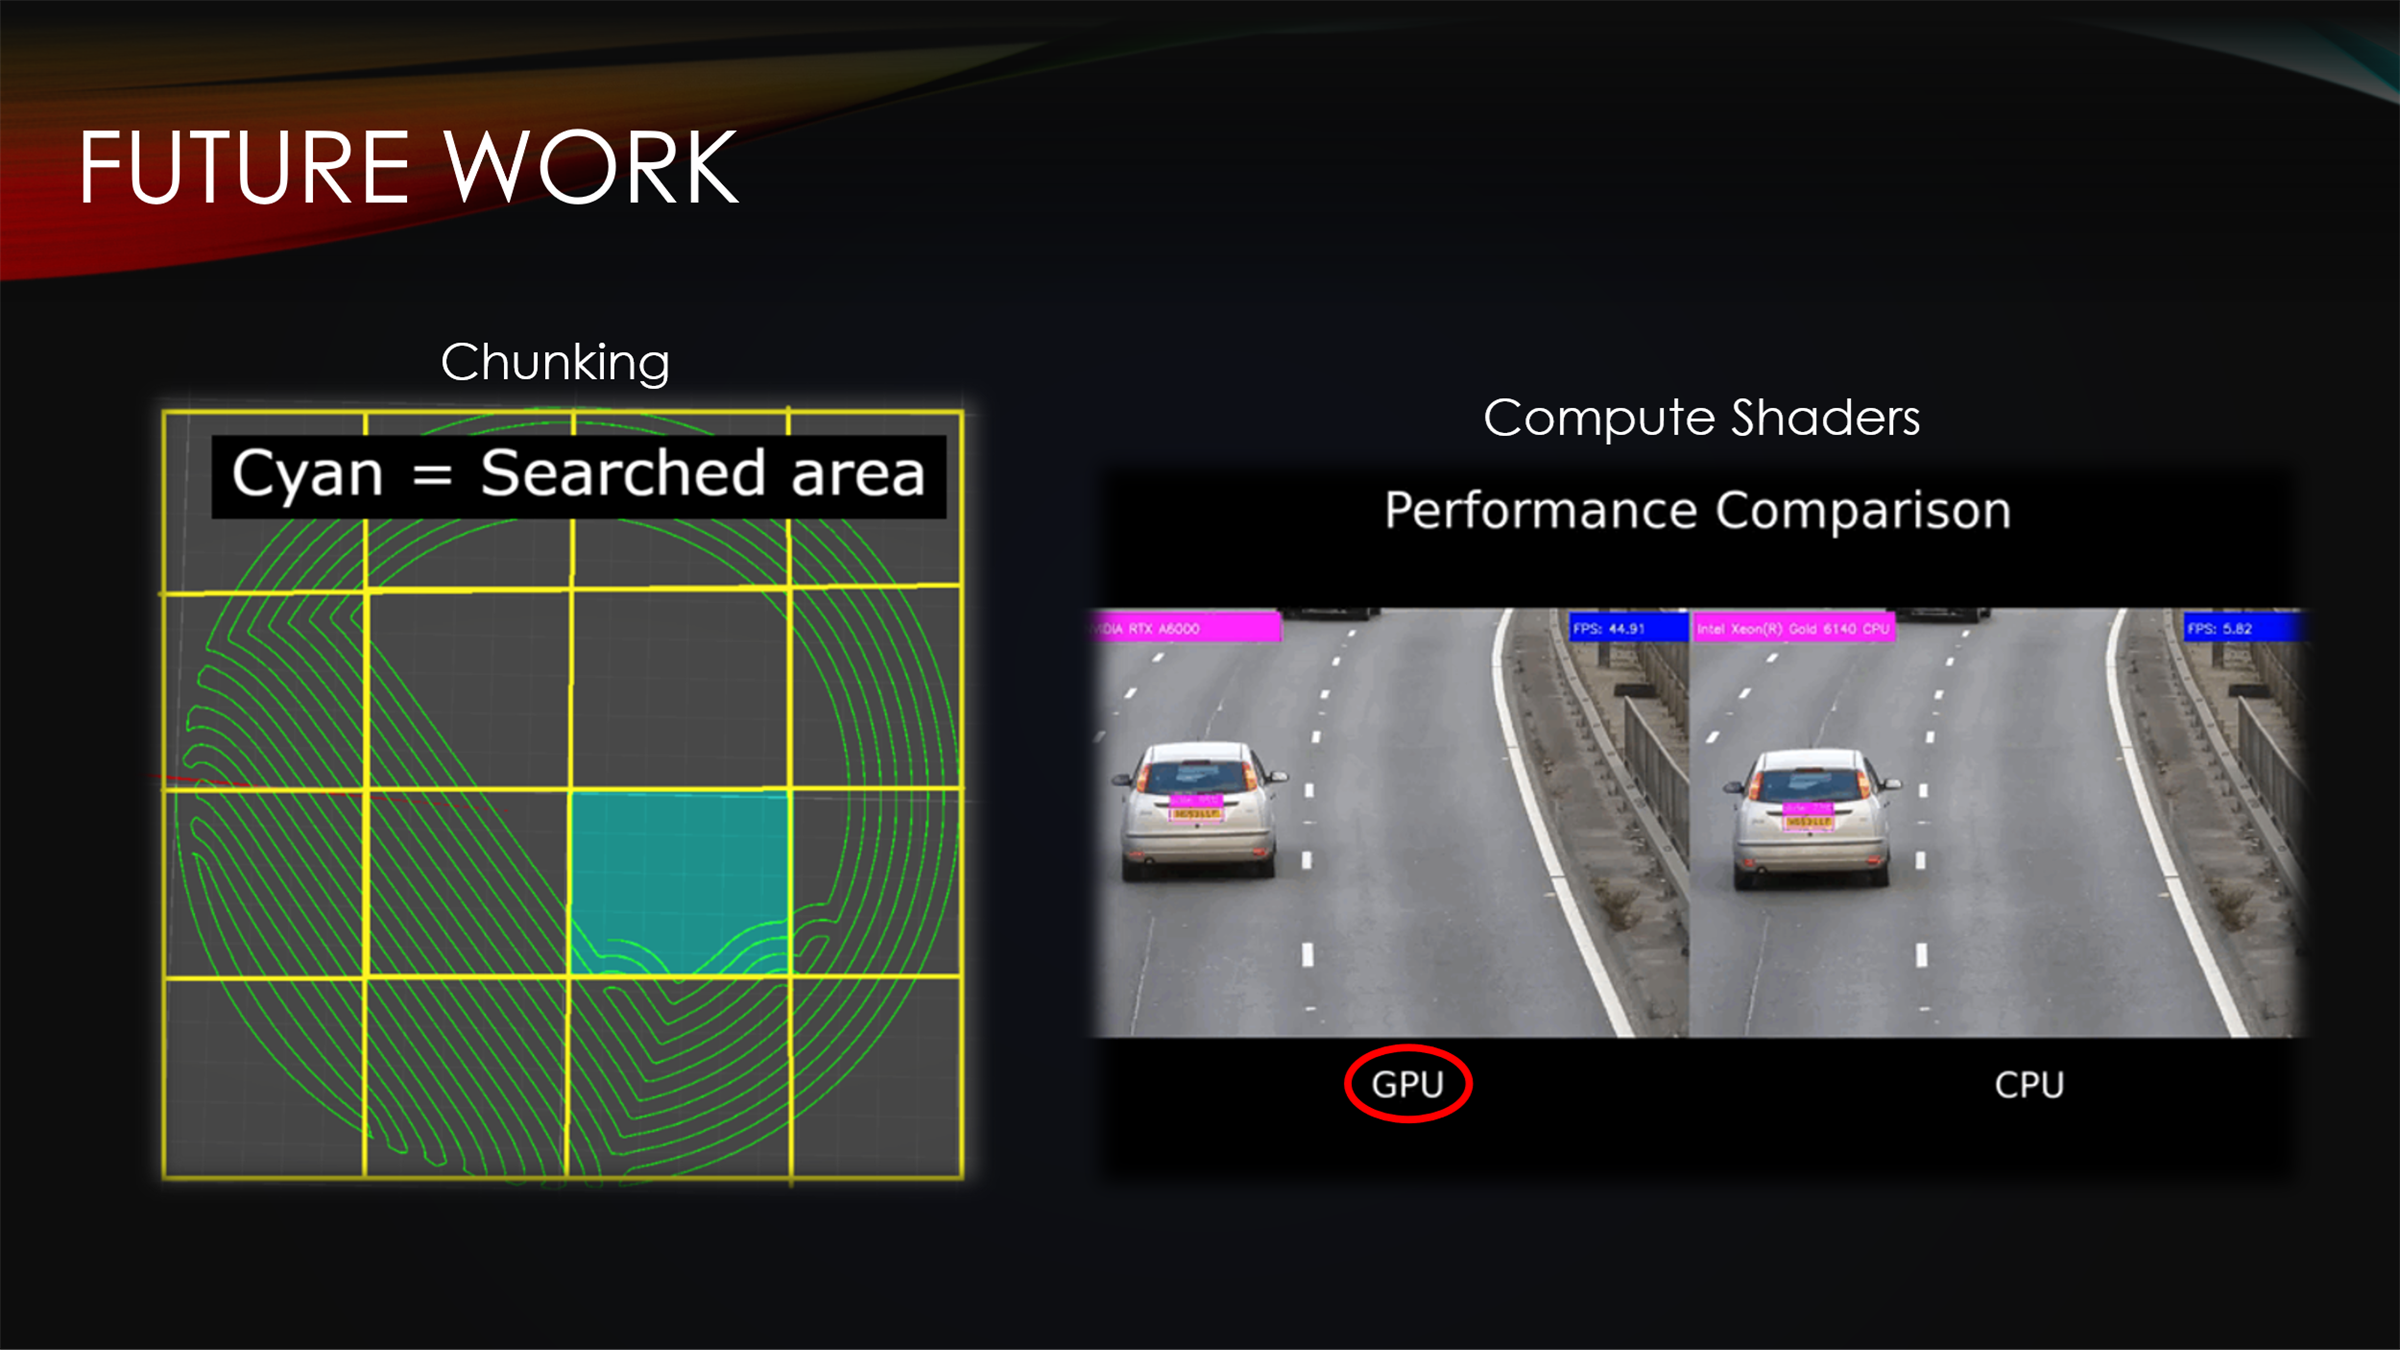 FUTURE WORK
Chunking
Cyan = Searched area
Compute Shaders
Performance Comparison
RTX A6000
FPS: 44.91
Intel Xeon(R) Gold 6140 CPU
FPS: 5.82
GPU
CPU